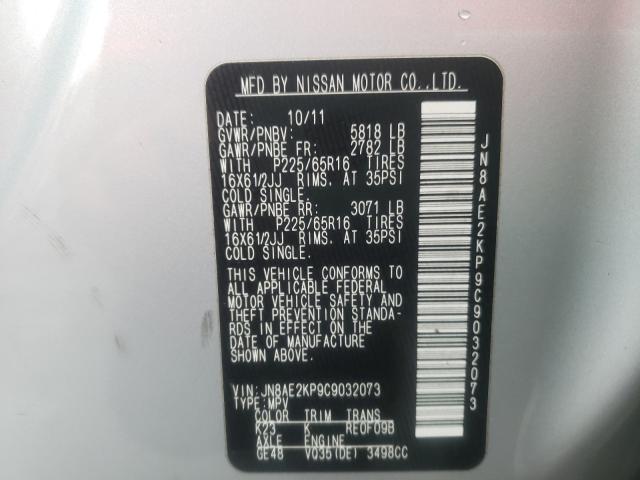 MFD BY NISSAN MOTOR CO.,LTD.
DATE: 10/11
GVWR/PNBV: 5818 LB
GAWR/PNBE FR: 2782 LB
WITH P225/65R16 TIRES
16X61/2JJ RIMS. AT 35PSI
COLD SINGLE.
GAWR/PNBE RR: 3071 LB
WITH P225/65R16 TIRES
16X61/2JJ RIMS. AT 35PSI
COLD SINGLE.
THIS VEHICLE CONFORMS TO
ALL APPLICABLE FEDERAL
MOTOR VEHICLE SAFETY AND
THEFT PREVENTION STANDA-
RDS IN EFFECT ON THE
DATE OF MANUFACTURE
SHOWN ABOVE.
VIN:JN8AE2KP9C9032073
TYPE:MPV
COLOR TRIM TRANS
K23 K RE0F09B
AXLE ENGINE
GE48 VQ35(DE) 3498CC
JN8AE2KP9C9032073